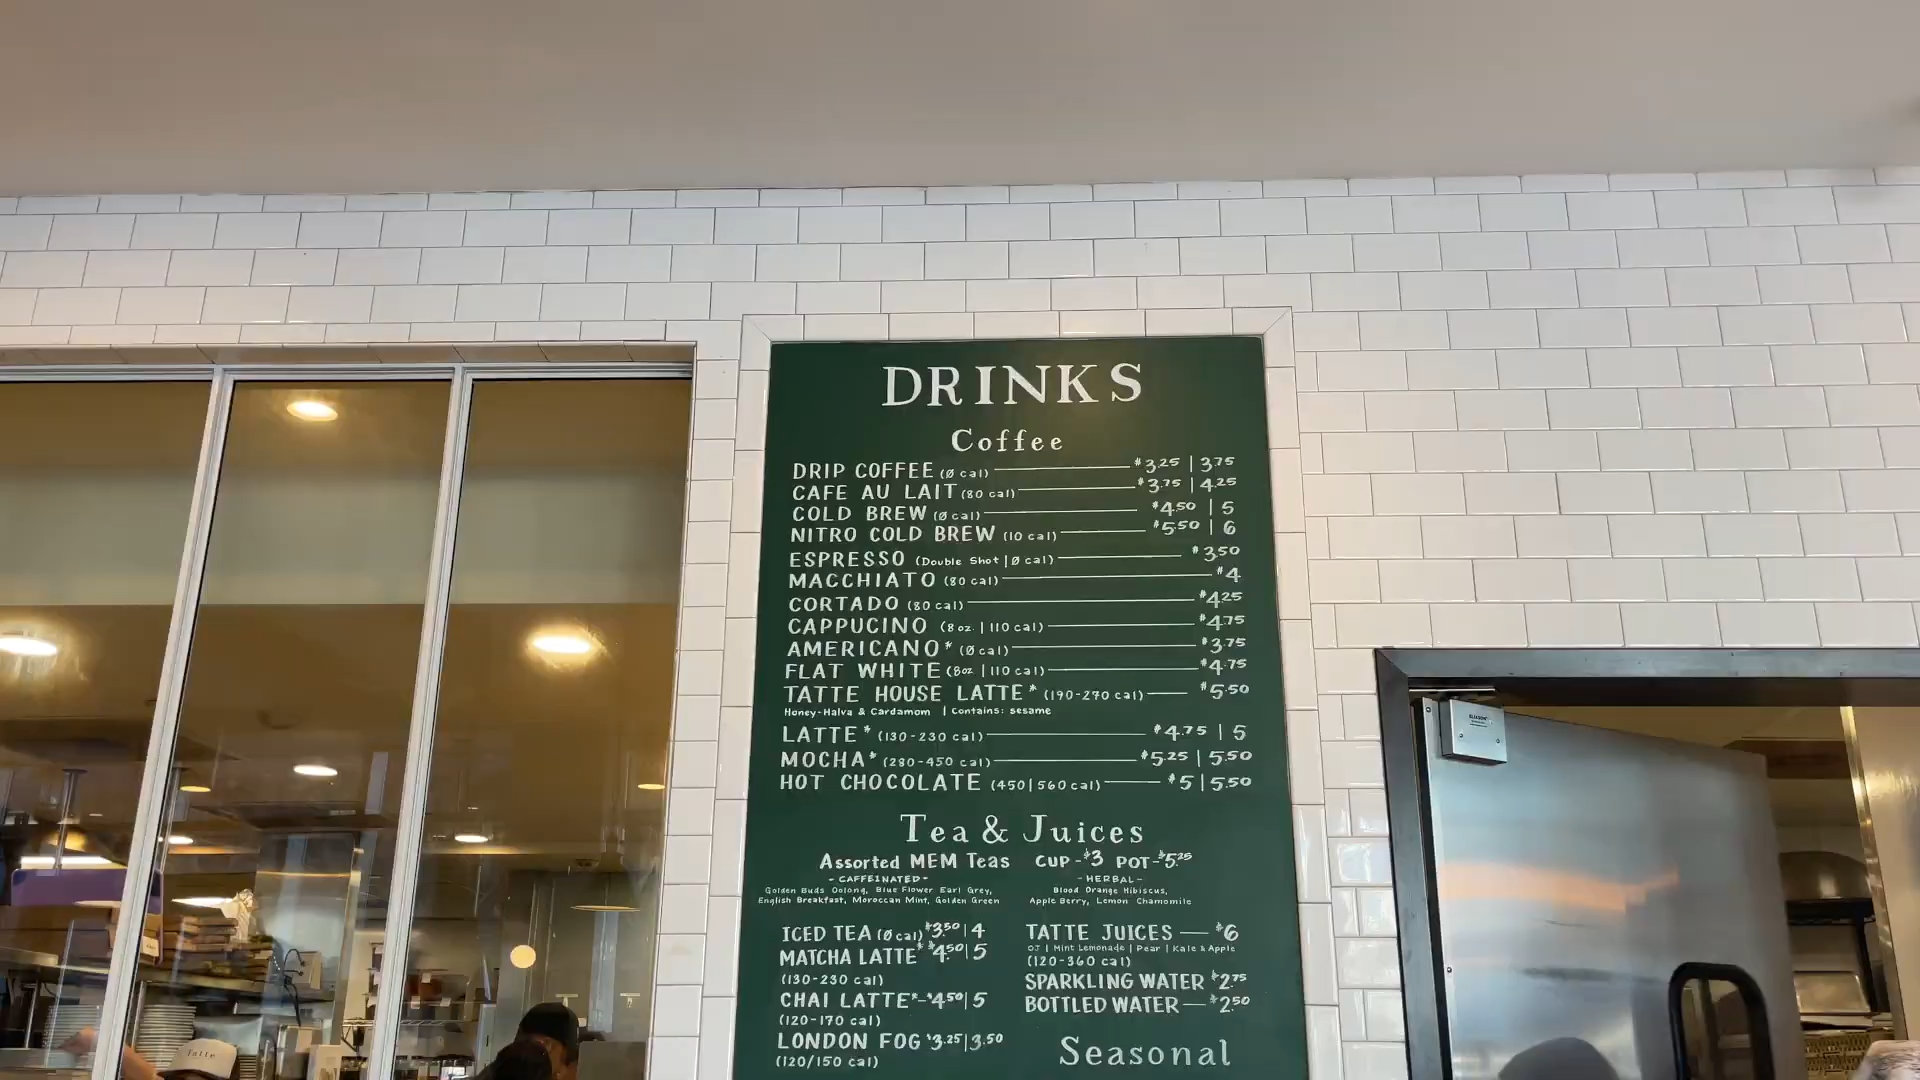 DRINKS
Coffee
DRIP COFFEE (0 cal) $3.25 | 3.75
CAFE AU LAIT (80 cal) $3.75 | 4.25
COLD BREW (0 cal) $4.50 | 5
NITRO COLD BREW (10 cal) $5.50 | 6
ESPRESSO (Double Shot | 0 cal) $3.50
MACCHIATO (80 cal) $4
CORTADO (80 cal) $4.25
CAPPUCINO (8oz. | 110 cal) $4.75
AMERICANO* (0 cal) $3.75
FLAT WHITE (8oz | 110 cal) $4.75
TATTE HOUSE LATTE* (190-270 cal) $5.50
Honey-Halva & Cardamom | Contains: sesame
LATTE* (130-230 cal) $4.75 | 5
MOCHA* (280-450 cal) $5.25 | 5.50
HOT CHOCOLATE (450|560 cal) $5 | 5.50
Tea & Juices
Assorted MEM Teas CUP-$3 POT-$5.25
-CAFFEINATED-
Golden Buds Oolong, Blue Flower Earl Grey,
English Breakfast, Moroccan Mint, Golden Green
-HERBAL-
Blood Orange Hibiscus,
Apple Berry, Lemon Chamomile
ICED TEA (0 cal) $3.50 | 4
MATCHA LATTE* $4.50 | 5
(130-230 cal)
CHAI LATTE*-$4.50 | 5
(120-170 cal)
LONDON FOG $3.25 | 3.50
(120/150 cal)
TATTE JUICES — $6
OJ | Mint Lemonade | Pear | Kale & Apple
(120-360 cal)
SPARKLING WATER $2.75
BOTTLED WATER — $2.50
Seasonal
Tatte